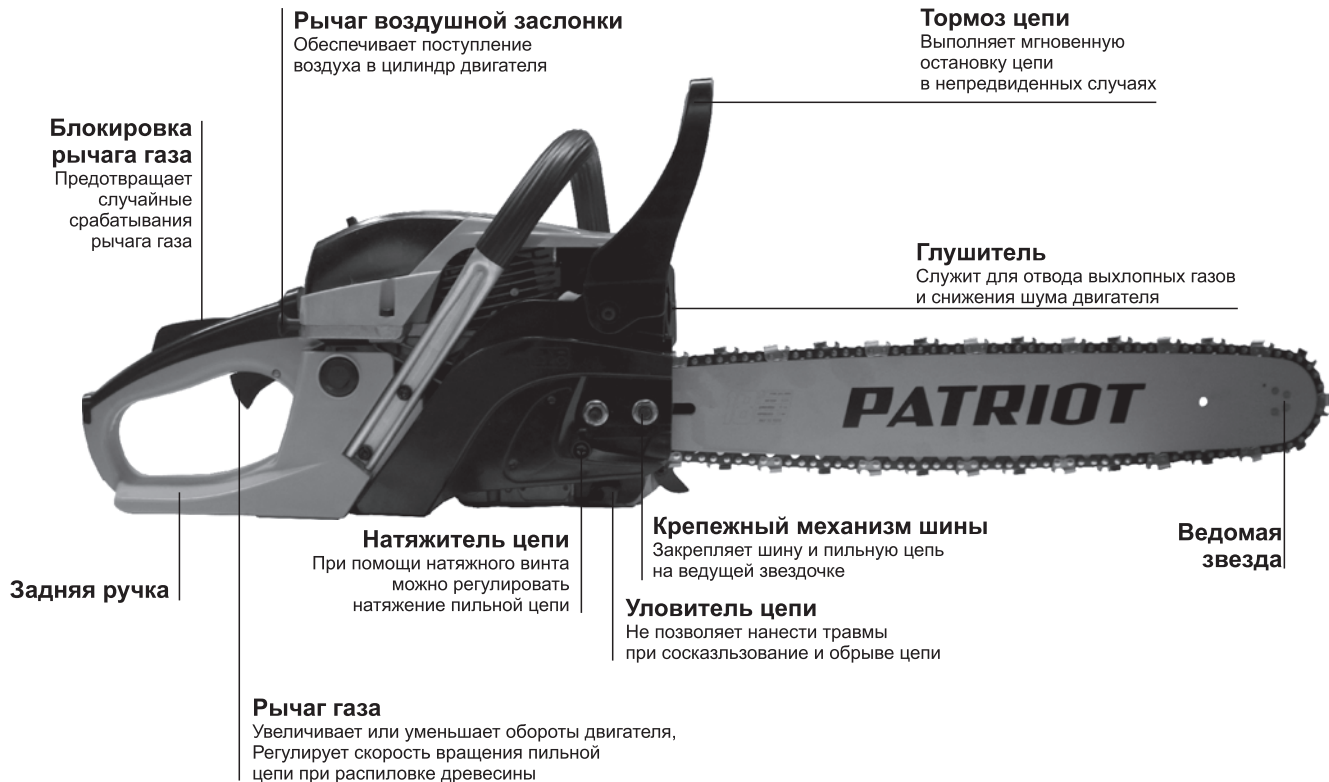 Рычаг воздушной заслонки
Обеспечивает поступление
воздуха в цилиндр двигателя
Тормоз цепи
Выполняет мгновенную
остановку цепи
в непредвиденных случаях
Блокировка
рычага газа
Предотвращает
случайные
срабатывания
рычага газа
Глушитель
Служит для отвода выхлопных газов
и снижения шума двигателя
PATRIOT
Натяжитель цепи
При помощи натяжного винта
можно регулировать
натяжение пильной цепи
Крепежный механизм шины
Закрепляет шину и пильную цепь
на ведущей звездочке
Ведомая
звезда
Задняя ручка
Уловитель цепи
Не позволяет нанести травмы
при сосказльзование и обрыве цепи
Рычаг газа
Увеличивает или уменьшает обороты двигателя,
Регулирует скорость вращения пильной
цепи при распиловке древесины